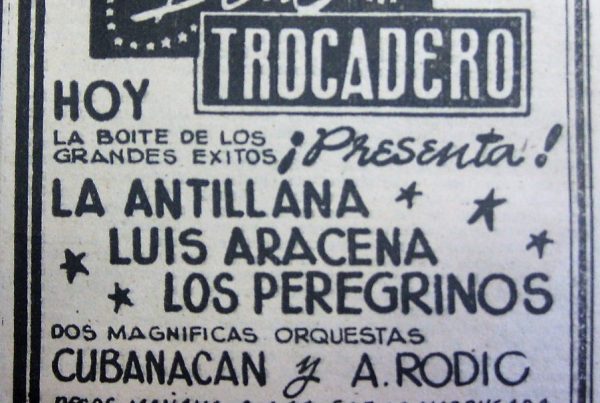 TROCADERO
HOY
LA BOITE DE LOS
GRANDES EXITOS ¡Presenta!
LA ANTILLANA
LUIS ARACENA
LOS PEREGRINOS
DOS MAGNIFICAS ORQUESTAS
CUBANACAN y A. RODIO